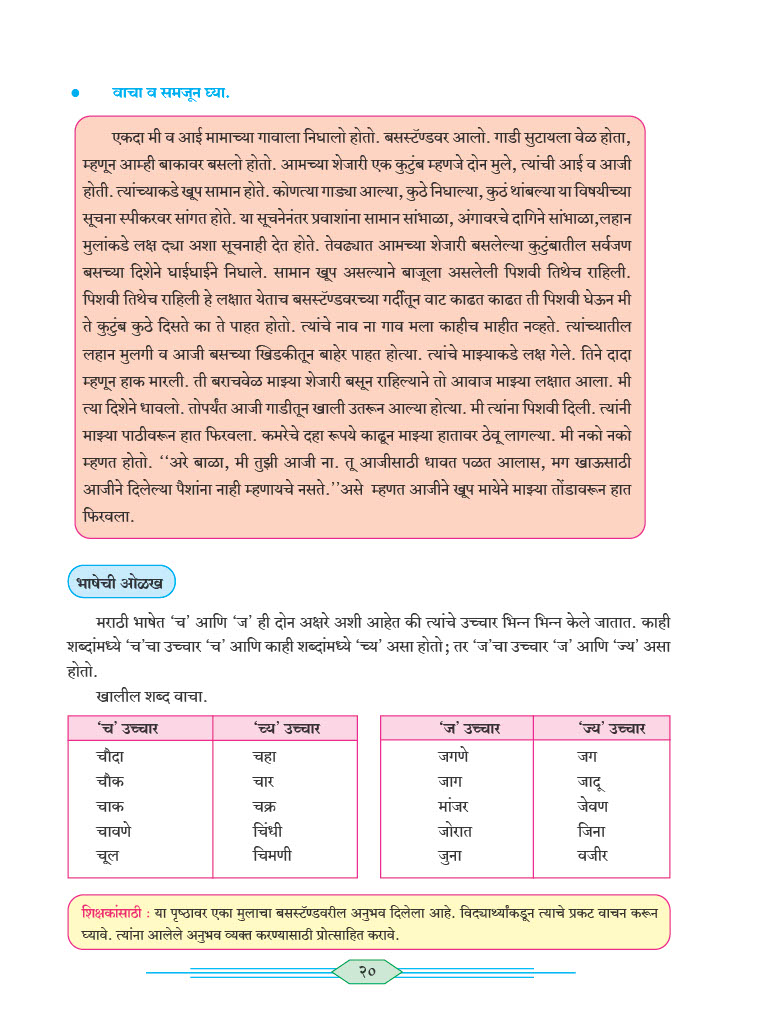 ● वाचा व समजून घ्या.
एकदा मी व आई मामाच्या गावाला निघालो होतो. बसस्टॅण्डवर आलो. गाडी सुटायला वेळ होता,
म्हणून आम्ही बाकावर बसलो होतो. आमच्या शेजारी एक कुटुंब म्हणजे दोन मुले, त्यांची आई व आजी
होती. त्यांच्याकडे खूप सामान होते. कोणत्या गाड्या आल्या, कुठे निघाल्या, कुठं थांबल्या या विषयीच्या
सूचना स्पीकरवर सांगत होते. या सूचनेनंतर प्रवाशांना सामान सांभाळा, अंगावरचे दागिने सांभाळा,लहान
मुलांकडे लक्ष द्या अशा सूचनाही देत होते. तेवढ्यात आमच्या शेजारी बसलेल्या कुटुंबातील सर्वजण
बसच्या दिशेने घाईघाईने निघाले. सामान खूप असल्याने बाजूला असलेली पिशवी तिथेच राहिली.
पिशवी तिथेच राहिली हे लक्षात येताच बसस्टॅण्डवरच्या गर्दीतून वाट काढत काढत ती पिशवी घेऊन मी
ते कुटुंब कुठे दिसते का ते पाहत होतो. त्यांचे नाव ना गाव मला काहीच माहीत नव्हते. त्यांच्यातील
लहान मुलगी व आजी बसच्या खिडकीतून बाहेर पाहत होत्या. त्यांचे माझ्याकडे लक्ष गेले. तिने दादा
म्हणून हाक मारली. ती बराचवेळ माझ्या शेजारी बसून राहिल्याने तो आवाज माझ्या लक्षात आला. मी
त्या दिशेने धावलो. तोपर्यंत आजी गाडीतून खाली उतरून आल्या होत्या. मी त्यांना पिशवी दिली. त्यांनी
माझ्या पाठीवरून हात फिरवला. कमरेचे दहा रूपये काढून माझ्या हातावर ठेवू लागल्या. मी नको नको
म्हणत होतो. ‘‘अरे बाळा, मी तुझी आजी ना. तू आजीसाठी धावत पळत आलास, मग खाऊसाठी
आजीने दिलेल्या पैशांना नाही म्हणायचे नसते.’’असे म्हणत आजीने खूप मायेने माझ्या तोंडावरून हात
फिरवला.
भाषेची ओळख
मराठी भाषेत ‘च’ आणि ‘ज’ ही दोन अक्षरे अशी आहेत की त्यांचे उच्चार भिन्न भिन्न केले जातात. काही
शब्दांमध्ये ‘च’चा उच्चार ‘च’ आणि काही शब्दांमध्ये ‘च्य’ असा होतो; तर ‘ज’चा उच्चार ‘ज’ आणि ‘ज्य’ असा
होतो.
खालील शब्द वाचा.
‘च’ उच्चार ‘च्य’ उच्चार ‘ज’ उच्चार ‘ज्य’ उच्चार
चौदा चहा जगणे जग
चौक चार जाग जादू
चाक चक्र मांजर जेवण
चावणे चिंधी जोरात जिना
चूल चिमणी जुना वजीर
शिक्षकांसाठी : या पृष्ठावर एका मुलाचा बसस्टॅण्डवरील अनुभव दिलेला आहे. विद्यार्थ्यांकडून त्याचे प्रकट वाचन करून
घ्यावे. त्यांना आलेले अनुभव व्यक्त करण्यासाठी प्रोत्साहित करावे.
२०